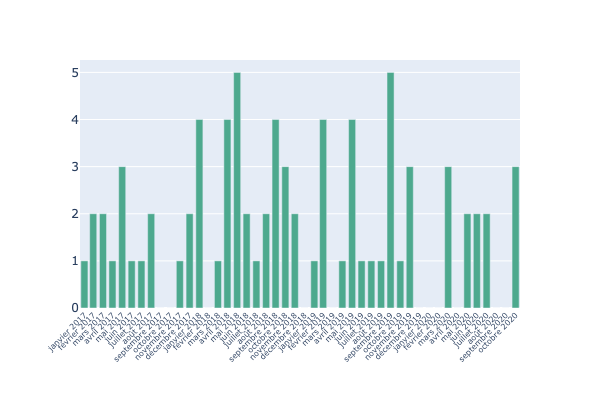 5
4
3
2
1
0
janvier 2017
février 2017
mars 2017
avril 2017
mai 2017
juin 2017
juillet 2017
août 2017
septembre 2017
octobre 2017
novembre 2017
décembre 2017
janvier 2018
février 2018
mars 2018
avril 2018
mai 2018
juin 2018
juillet 2018
août 2018
septembre 2018
octobre 2018
novembre 2018
décembre 2018
janvier 2019
février 2019
mars 2019
avril 2019
mai 2019
juin 2019
juillet 2019
août 2019
septembre 2019
octobre 2019
novembre 2019
décembre 2019
janvier 2020
février 2020
mars 2020
avril 2020
mai 2020
juin 2020
juillet 2020
août 2020
septembre 2020
octobre 2020